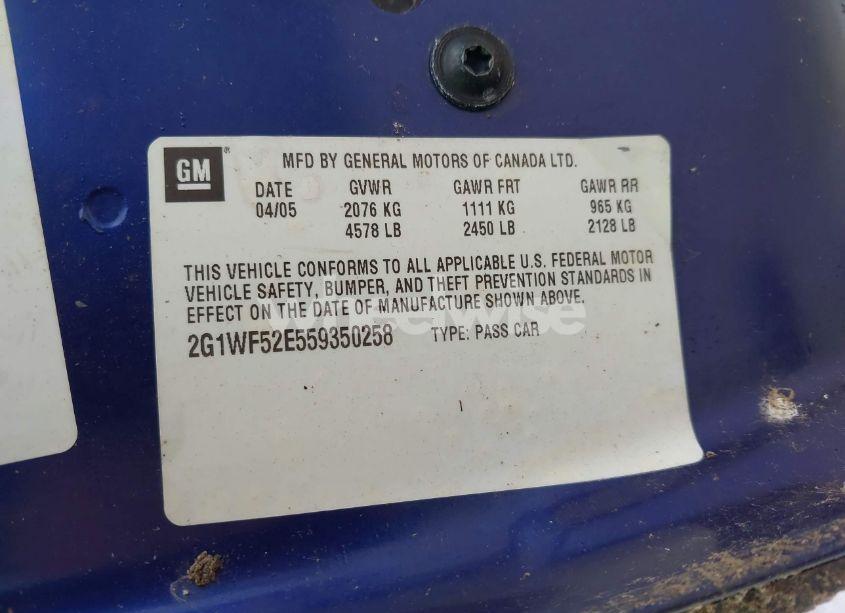 GM
MFD BY GENERAL MOTORS OF CANADA LTD.
DATE GVWR GAWR FRT GAWR RR
04/05 2076 KG 1111 KG 965 KG
4578 LB 2450 LB 2128 LB
THIS VEHICLE CONFORMS TO ALL APPLICABLE U.S. FEDERAL MOTOR
VEHICLE SAFETY, BUMPER, AND THEFT PREVENTION STANDARDS IN
EFFECT ON THE DATE OF MANUFACTURE SHOWN ABOVE.
Wheelwise
2G1WF52E559350258 TYPE: PASS CAR